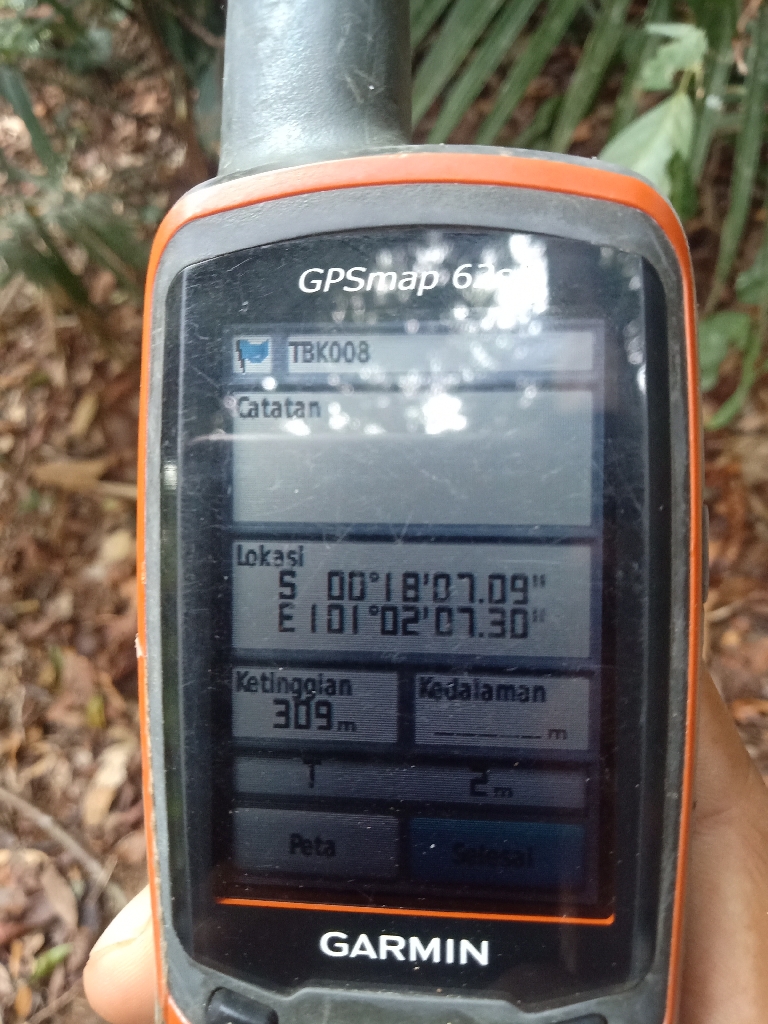 GPSmap
TBK008
Catatan
Lokasi
S 00°18'07.09"
E 101°02'07.30"
Ketinggian
309m
Kedalaman
_______m
T 2m
Peta
Selesai
GARMIN